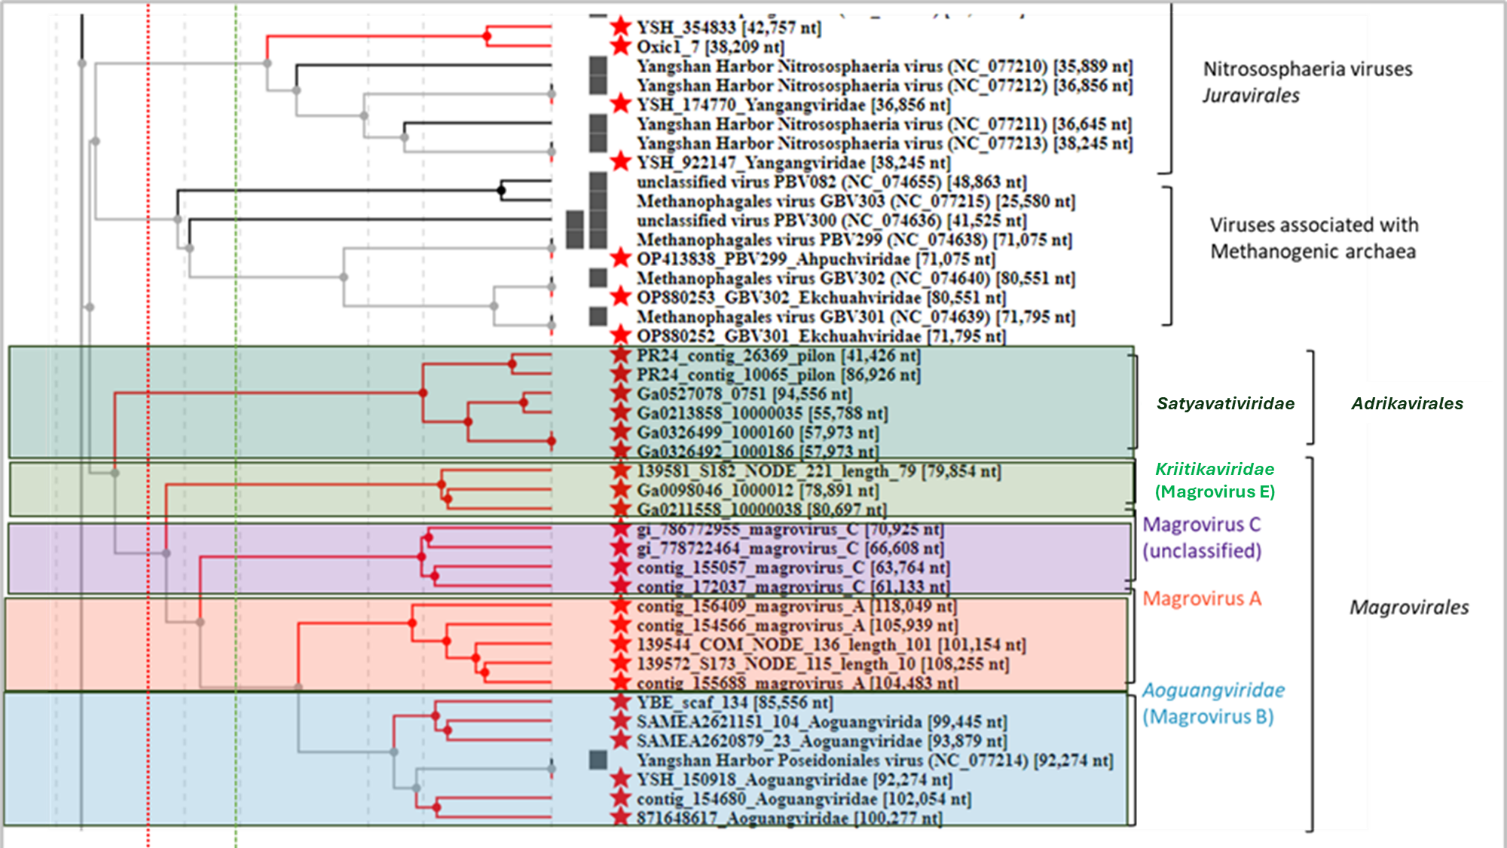 YSH_354833 [42,757 nt]
Oxic1_7 [38,209 nt]
Yangshan Harbor Nitrososphaeria virus (NC_077210) [35,889 nt]
Yangshan Harbor Nitrososphaeria virus (NC_077212) [36,856 nt]
YSH_174770_Yangangviridae [36,856 nt]
Yangshan Harbor Nitrososphaeria virus (NC_077211) [36,645 nt]
Yangshan Harbor Nitrososphaeria virus (NC_077213) [38,245 nt]
YSH_922147_Yangangviridae [38,245 nt]
Nitrososphaeria viruses
Juravirales
unclassified virus PBV082 (NC_074655) [48,863 nt]
Methanophagales virus GBV303 (NC_077215) [25,580 nt]
unclassified virus PBV300 (NC_074636) [41,525 nt]
Methanophagales virus PBV299 (NC_074638) [71,075 nt]
OP413838_PBV299_Ahpuchviridae [71,075 nt]
Methanophagales virus GBV302 (NC_074640) [80,551 nt]
OP880253_GBV302_Ekchuahviridae [80,551 nt]
Methanophagales virus GBV301 (NC_074639) [71,795 nt]
OP880252_GBV301_Ekchuahviridae [71,795 nt]
Viruses associated with
Methanogenic archaea
PR24_contig_26369_pilon [41,426 nt]
PR24_contig_10065_pilon [86,926 nt]
Ga0527078_0751 [94,556 nt]
Ga0213858_10000035 [55,788 nt]
Ga0326499_1000160 [57,973 nt]
Ga0326492_1000186 [57,973 nt]
Satyavativiridae
Adrikavirales
139581_S182_NODE_221_length_79 [79,854 nt]
Ga0098046_1000012 [78,891 nt]
Ga0211558_10000038 [80,697 nt]
Kriitikaviridae
(Magrovirus E)
gi_786772955_magrovirus_C [70,925 nt]
gi_778722464_magrovirus_C [66,608 nt]
contig_155057_magrovirus_C [63,764 nt]
contig_172037_magrovirus_C [61,133 nt]
Magrovirus C
(unclassified)
contig_156409_magrovirus_A [118,049 nt]
contig_154566_magrovirus_A [105,939 nt]
139544_COM_NODE_136_length_101 [101,154 nt]
139572_S173_NODE_115_length_10 [108,255 nt]
contig_155688_magrovirus_A [104,483 nt]
Magrovirus A
Magrovirales
YBE_scaf_134 [85,556 nt]
SAMEA2621151_104_Aoguangvirida [99,445 nt]
SAMEA2620879_23_Aoguangviridae [93,879 nt]
Yangshan Harbor Poseidoniales virus (NC_077214) [92,274 nt]
YSH_150918_Aoguangviridae [92,274 nt]
contig_154680_Aoguangviridae [102,054 nt]
871648617_Aoguangviridae [100,277 nt]
Aoguangviridae
(Magrovirus B)